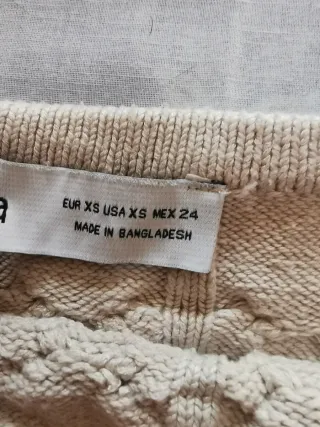 a
EUR XS USA XS MEX 24
MADE IN BANGLADESH